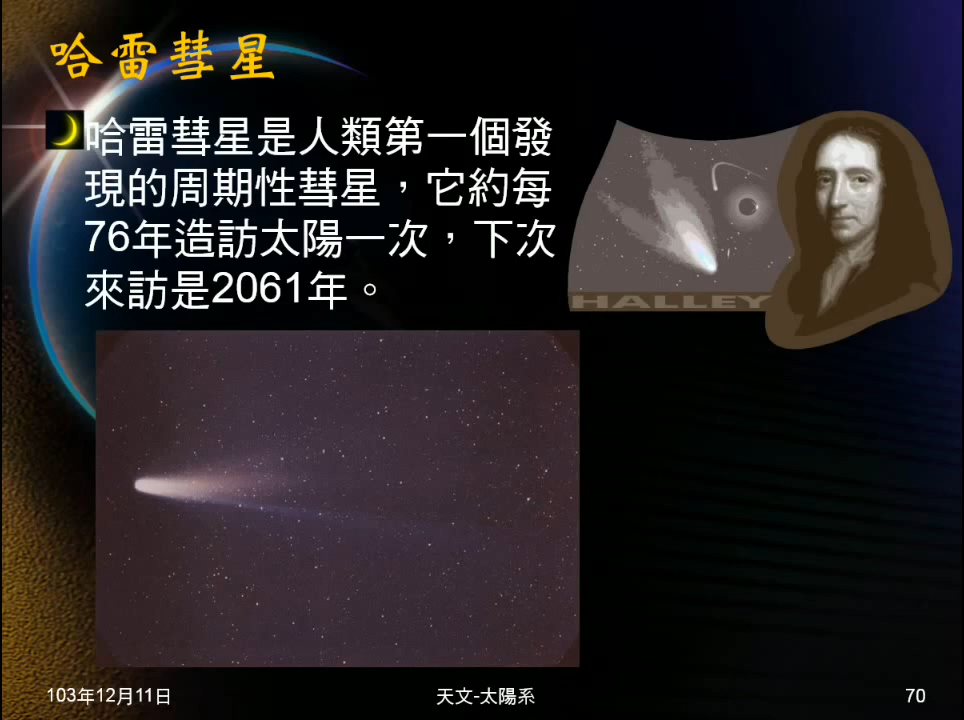 哈雷彗星
哈雷彗星是人類第一個發
現的周期性彗星，它約每
76年造訪太陽一次，下次
來訪是2061年。
HALLEY
103年12月11日
天文-太陽系
70